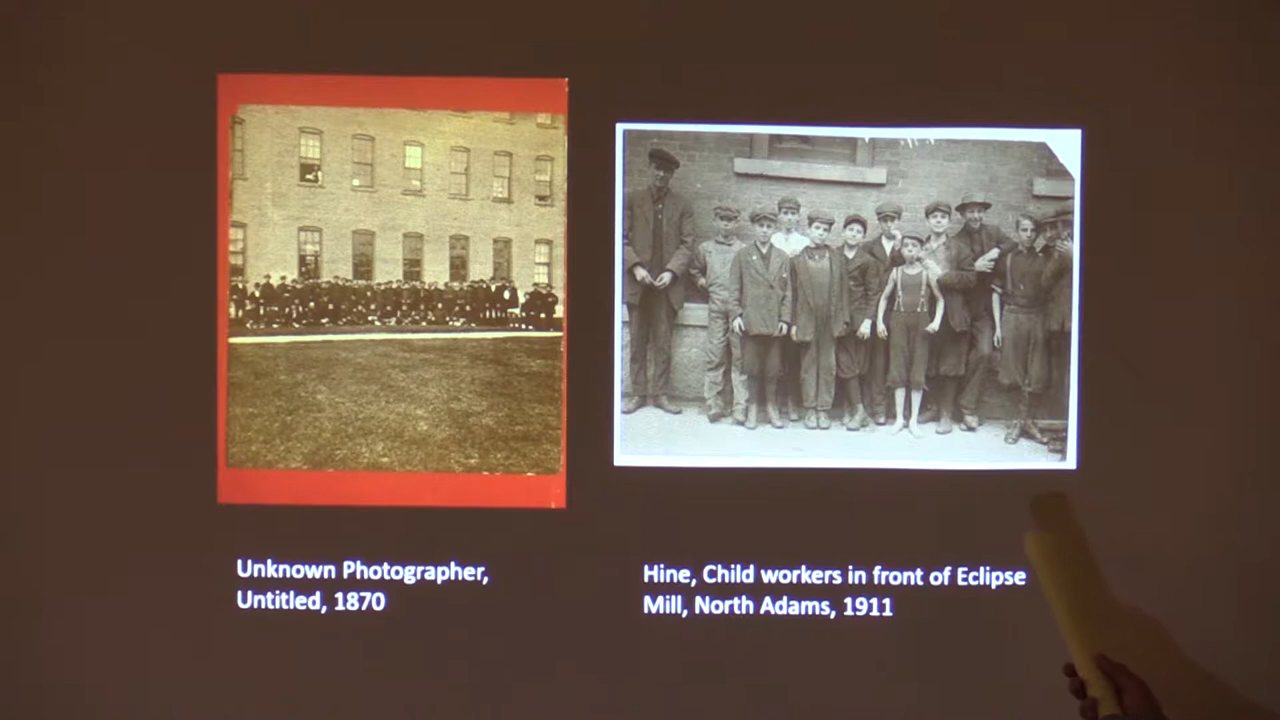 Unknown Photographer,
Untitled, 1870
Hine, Child workers in front of Eclipse
Mill, North Adams, 1911